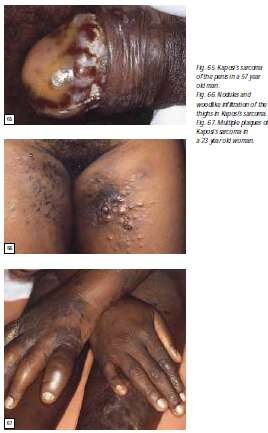 Fig. 65. Kaposi's sarcoma
of the penis in a 57 year
old man.
Fig. 66. Nodules and
woodlike infiltration of the
thighs in Kaposi's sarcoma.
Fig. 67. Multiple plaques of
Kaposi's sarcoma in
a 23 year old woman.
65
66
67